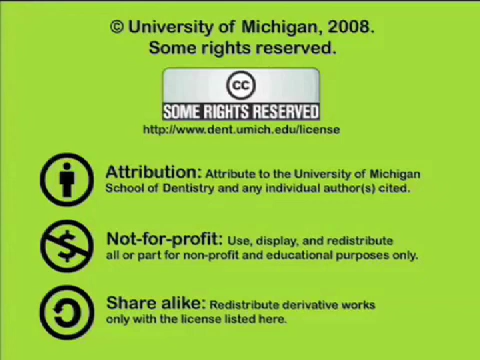 © University of Michigan, 2008.
Some rights reserved.
cc
SOME RIGHTS RESERVED
http://www.dent.umich.edu/license
Attribution: Attribute to the University of Michigan
School of Dentistry and any individual author(s) cited.
Not-for-profit: Use, display, and redistribute
all or part for non-profit and educational purposes only.
Share alike: Redistribute derivative works
only with the license listed here.